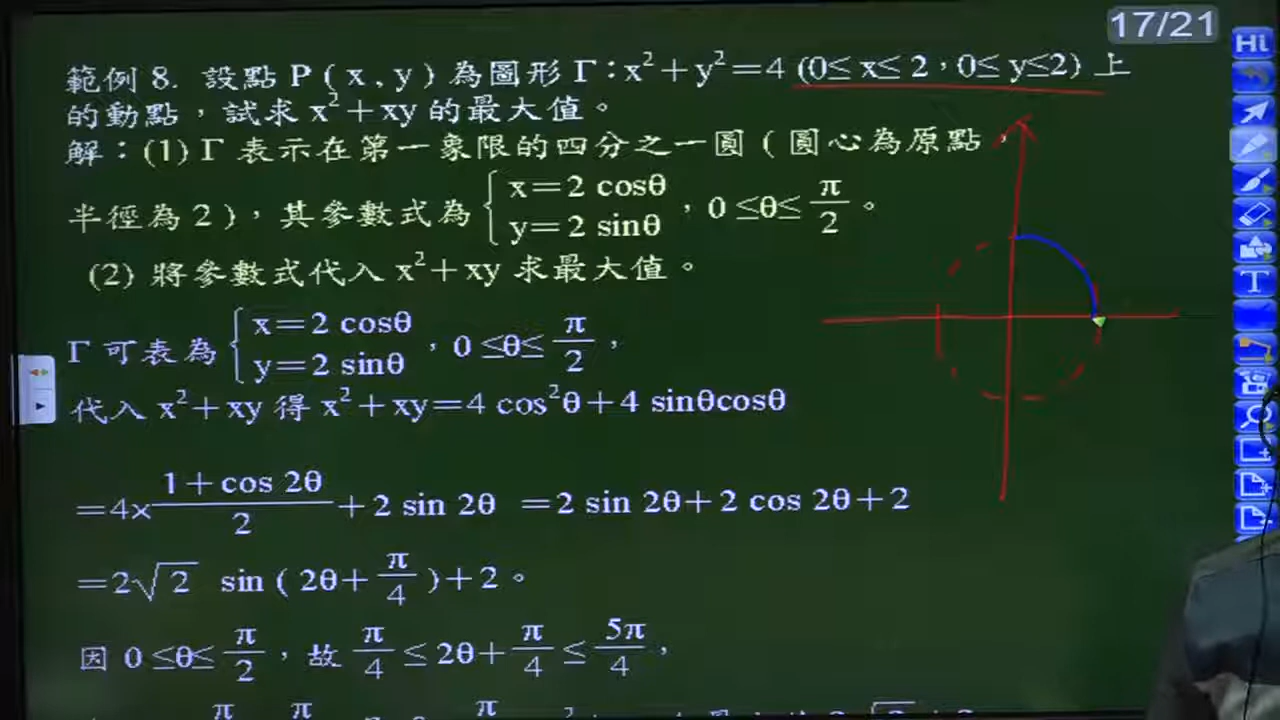 17/21
Hi
範例 8. 設點 P ( x , y ) 為圖形 Γ : x²+y²=4 (0≤ x≤ 2,0≤ y≤2) 上
的動點,試求 x²+xy 的最大值。
解:(1) Γ 表示在第一象限的四分之一圓 ( 圓心為原點,
半徑為 2 ),其參數式為 { x=2 cosθ y=2 sinθ ,0 ≤θ≤ π/2 。
(2) 將參數式代入 x²+xy 求最大值。
Γ 可表為 { x=2 cosθ y=2 sinθ ,0 ≤θ≤ π/2 ,
代入 x²+xy 得 x²+xy=4 cos²θ+4 sinθcosθ
=4×(1+cos 2θ)/2+2 sin 2θ =2 sin 2θ+2 cos 2θ+2
=2√2 sin ( 2θ+π/4 )+2。
因 0 ≤θ≤ π/2 ,故 π/4 ≤ 2θ+ π/4 ≤ 5π/4 ,
T